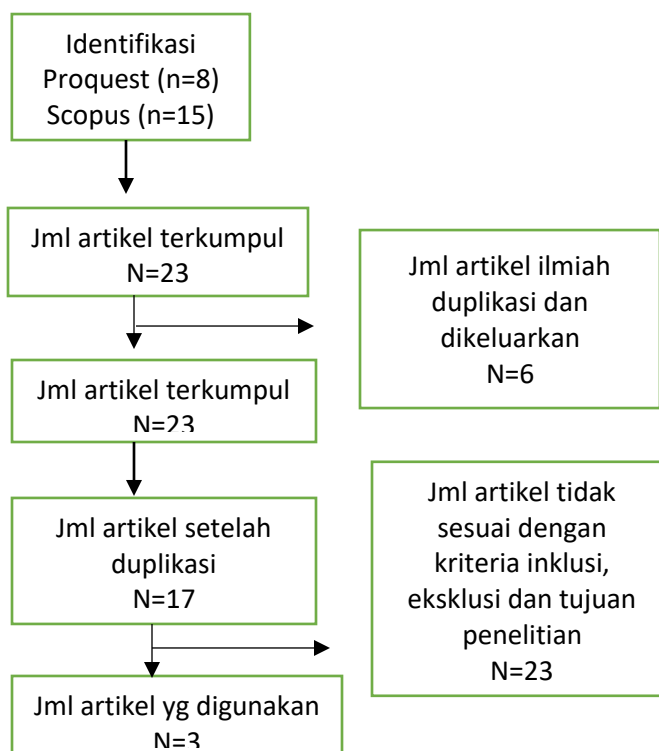 Identifikasi
Proquest (n=8)
Scopus (n=15)
Jml artikel terkumpul
N=23
Jml artikel ilmiah
duplikasi dan
dikeluarkan
N=6
Jml artikel terkumpul
N=23
Jml artikel setelah
duplikasi
N=17
Jml artikel tidak
sesuai dengan
kriteria inklusi,
eksklusi dan tujuan
penelitian
N=23
Jml artikel yg digunakan
N=3